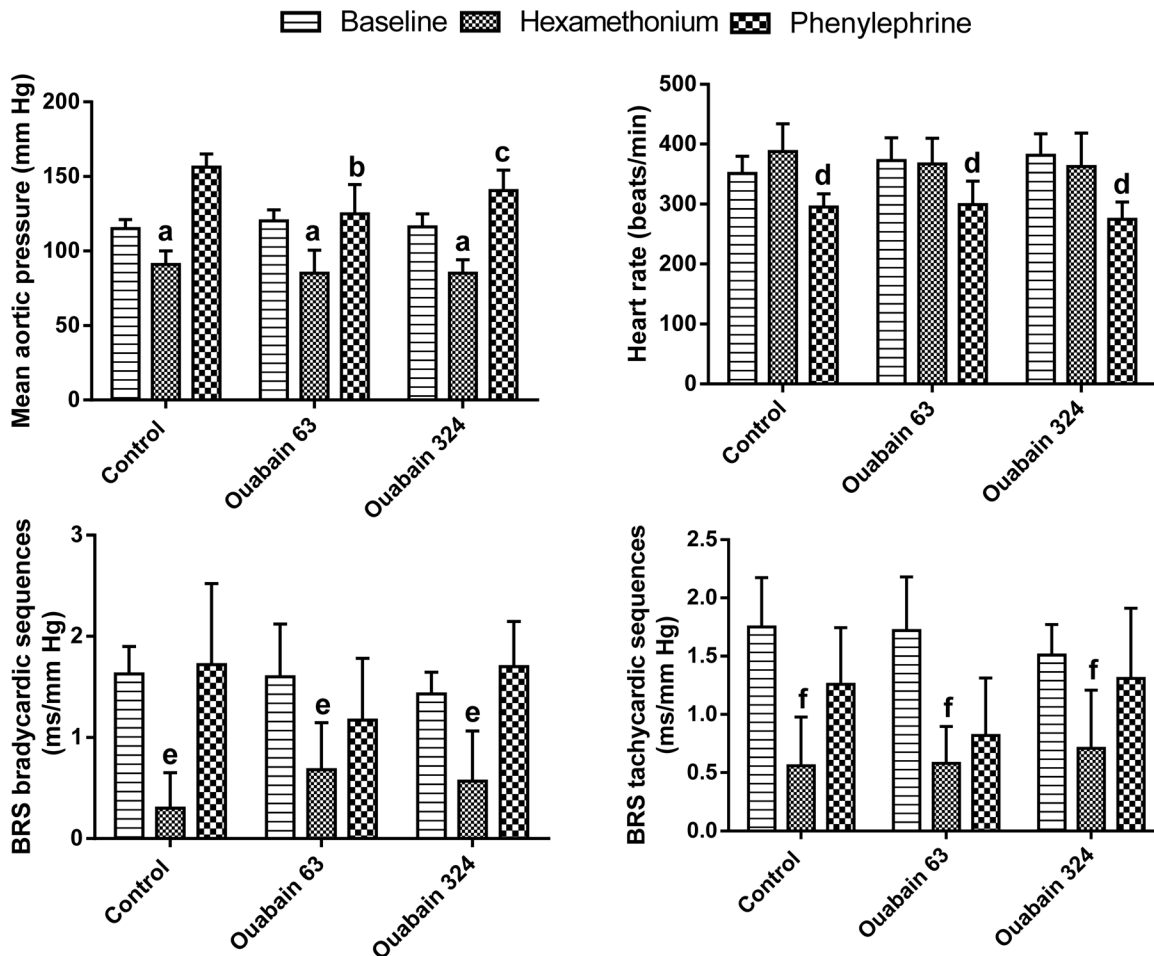 Baseline Hexamethonium Phenylephrine
Mean aortic pressure (mm Hg)
200
150
100
50
0
a
a
b
a
c
Control
Ouabain 63
Ouabain 324
Heart rate (beats/min)
500
400
300
200
100
0
d
d
d
Control
Ouabain 63
Ouabain 324
BRS bradycardic sequences
(ms/mm Hg)
3
2
1
0
e
e
e
Control
Ouabain 63
Ouabain 324
BRS tachycardic sequences
(ms/mm Hg)
2.5
2.0
1.5
1.0
0.5
0.0
f
f
f
Control
Ouabain 63
Ouabain 324